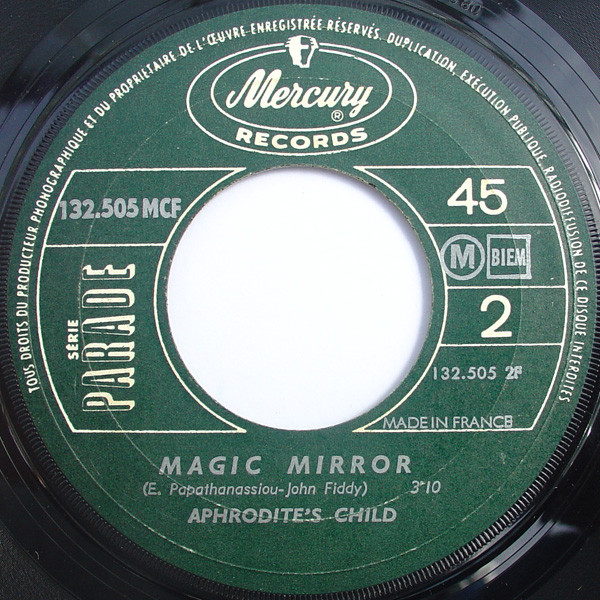 TOUS DROITS DU PRODUCTEUR PHONOGRAPHIQUE ET DU PROPRIETAIRE DE L'ŒUVRE ENREGISTRÉE RÉSERVÉS. DUPLICATION, EXÉCUTION PUBLIQUE, RADIODIFFUSION DE CE DISQUE INTERDITES
Mercury
®
RECORDS
132.505 MCF
45
M BIEM
SÉRIE
PARADE
2
132.505 2F
MADE IN FRANCE
MAGIC MIRROR
(E. Papathanassiou-John Fiddy) 3"10
APHRODITE'S CHILD